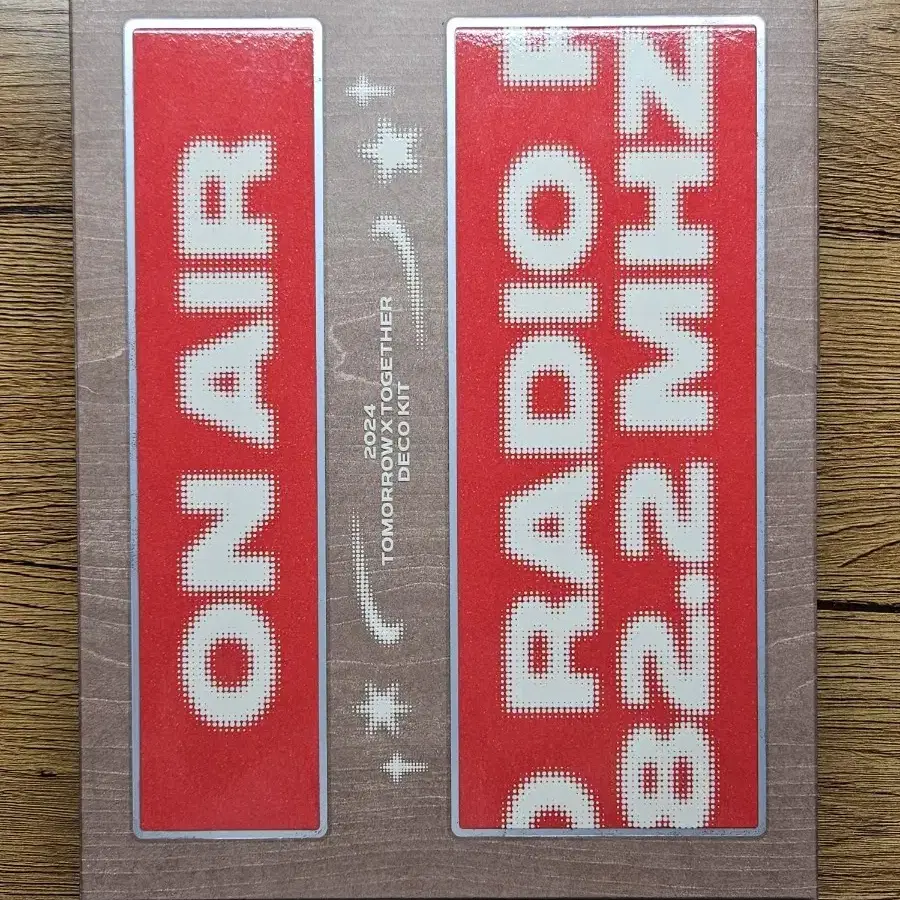 ON AIR
2024
TOMORROW X TOGETHER
DECO KIT
RADIO
82.2 MHZ